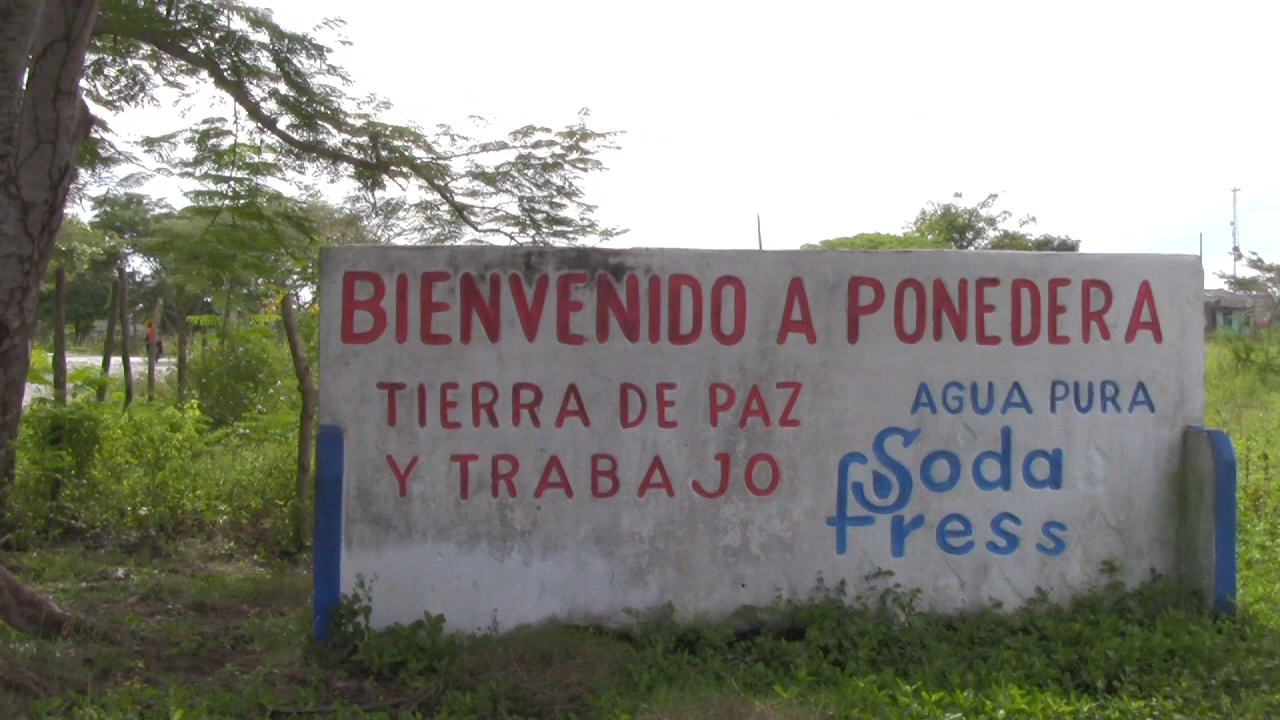 BIENVENIDO A PONEDERA
TIERRA DE PAZ
Y TRABAJO
AGUA PURA
Soda
fress